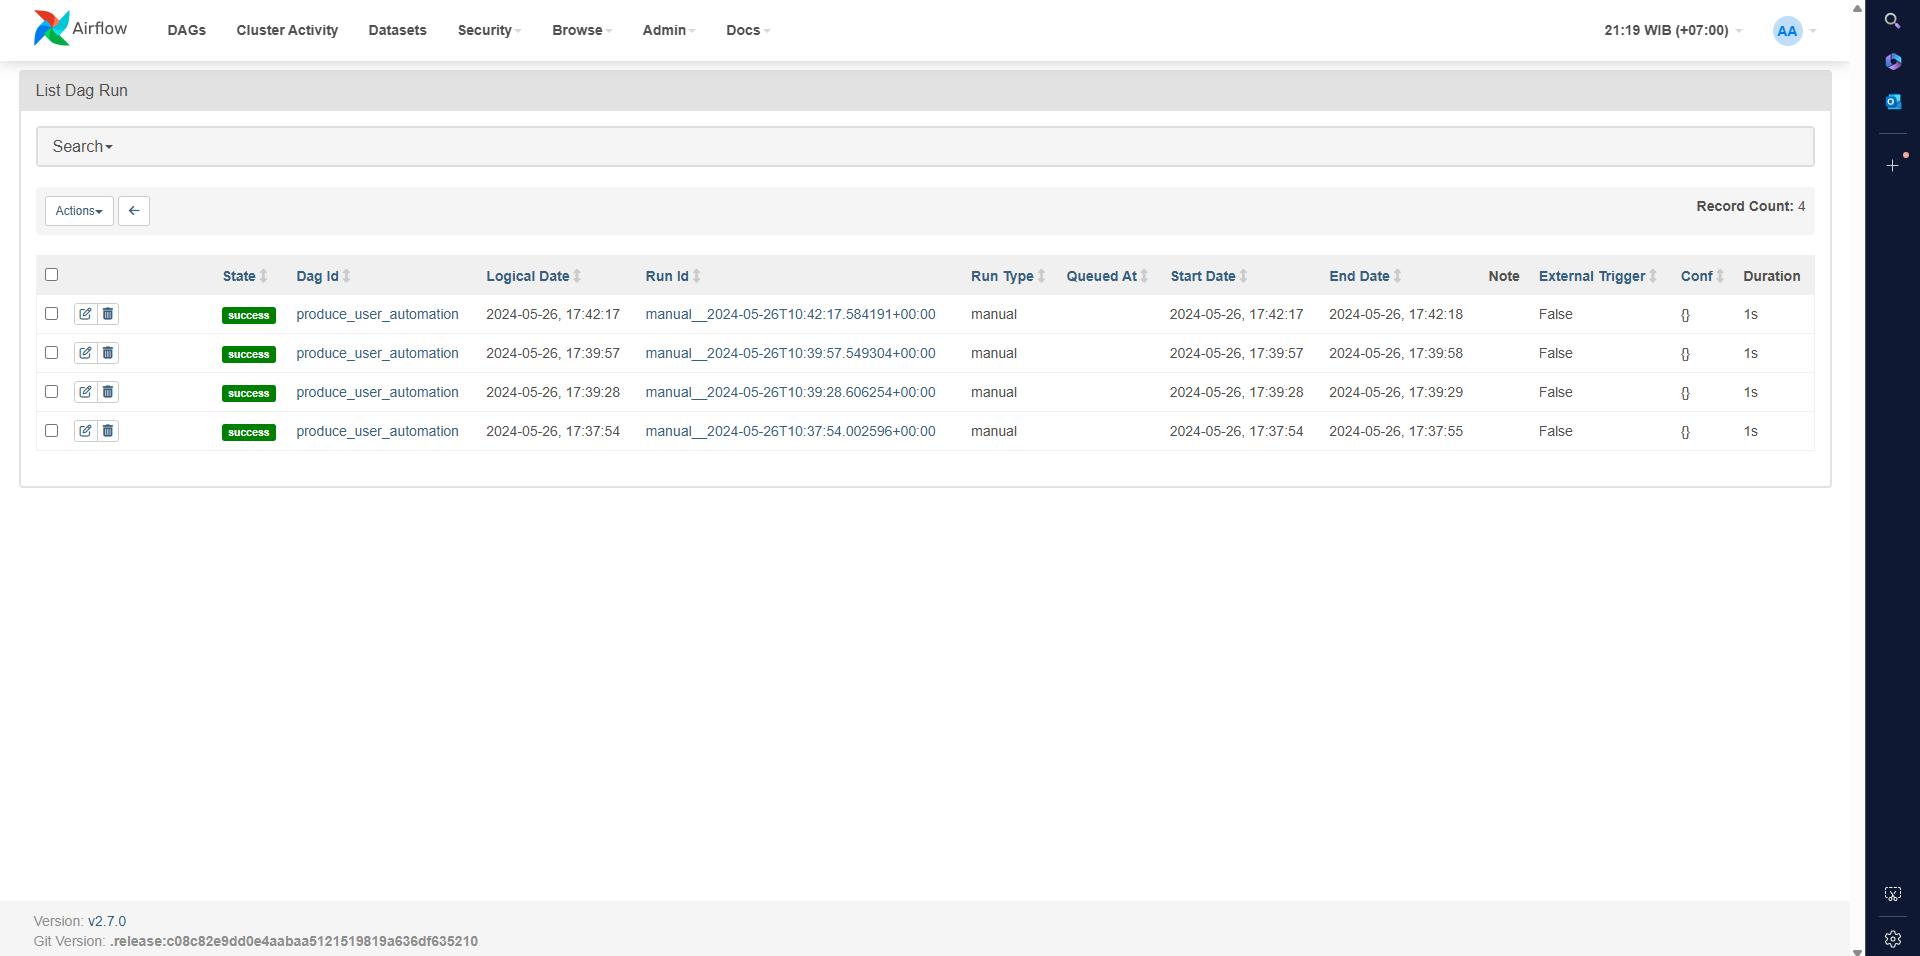 Airflow DAGs Cluster Activity Datasets Security Browse Admin Docs 21:19 WIB (+07:00) AA
List Dag Run
Search
Actions Record Count: 4
State Dag Id Logical Date Run Id Run Type Queued At Start Date End Date Note External Trigger Conf Duration
success produce_user_automation 2024-05-26, 17:42:17 manual__2024-05-26T10:42:17.584191+00:00 manual 2024-05-26, 17:42:17 2024-05-26, 17:42:18 False {} 1s
success produce_user_automation 2024-05-26, 17:39:57 manual__2024-05-26T10:39:57.549304+00:00 manual 2024-05-26, 17:39:57 2024-05-26, 17:39:58 False {} 1s
success produce_user_automation 2024-05-26, 17:39:28 manual__2024-05-26T10:39:28.606254+00:00 manual 2024-05-26, 17:39:28 2024-05-26, 17:39:29 False {} 1s
success produce_user_automation 2024-05-26, 17:37:54 manual__2024-05-26T10:37:54.002596+00:00 manual 2024-05-26, 17:37:54 2024-05-26, 17:37:55 False {} 1s
Version: v2.7.0
Git Version: .release:c08c82e9dd0e4aabaa5121519819a636df635210